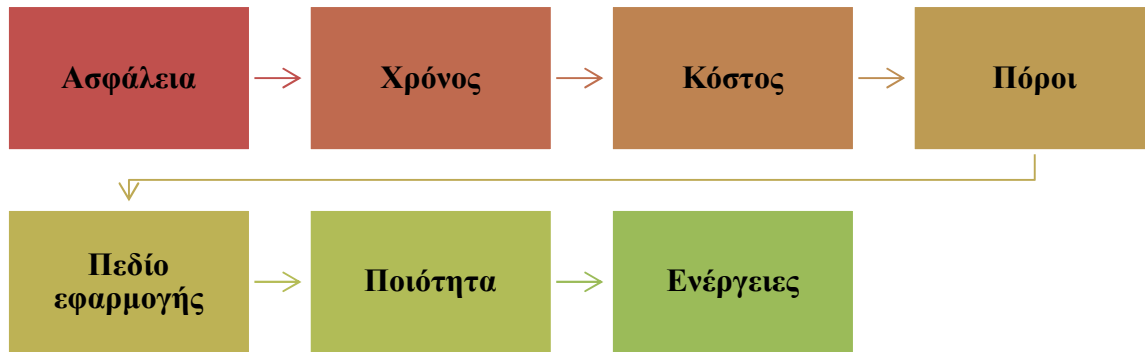 Ασφάλεια
Χρόνος
Κόστος
Πόροι
Πεδίο
εφαρμογής
Ποιότητα
Ενέργειες